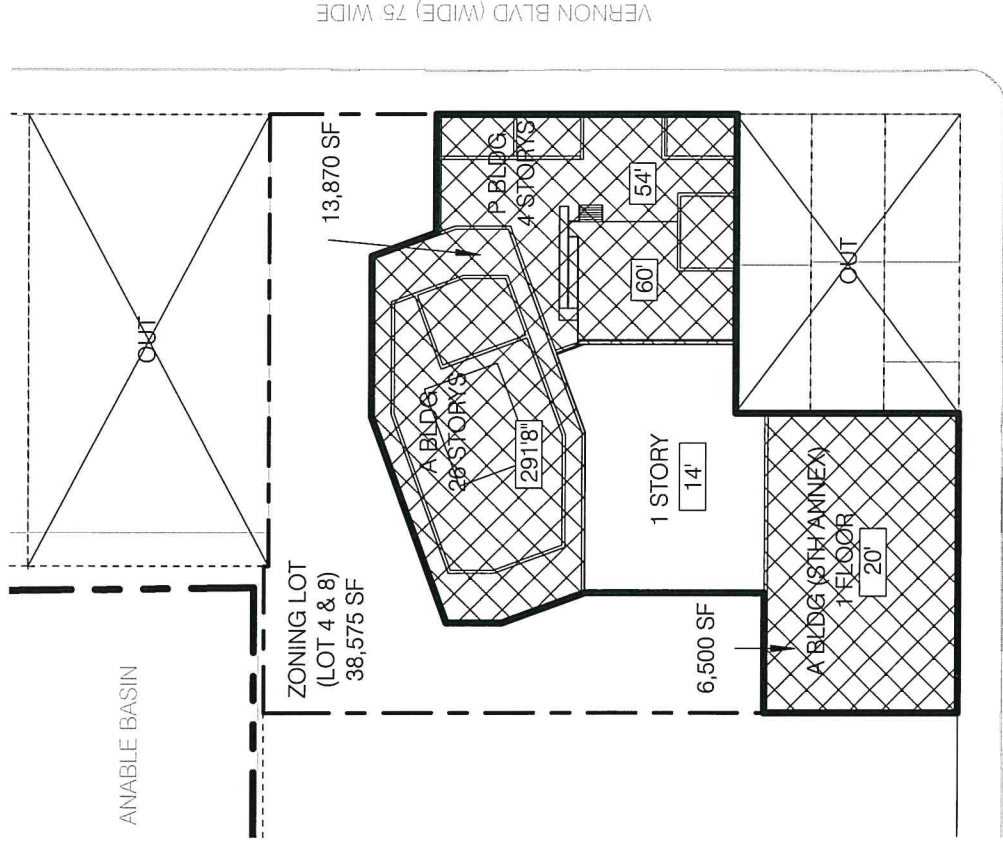 VERNON BLVD (WIDE) 75' WIDE
ANABLE BASIN
OUT
ZONING LOT
(LOT 4 & 8)
38,575 SF
13,870 SF
P BLDG
4 STORYS
54'
60'
A BLDG
26 STORYS
291'8"
1 STORY
14'
OUT
6,500 SF
A BLDG (STH ANNEX)
1 FLOOR
20'